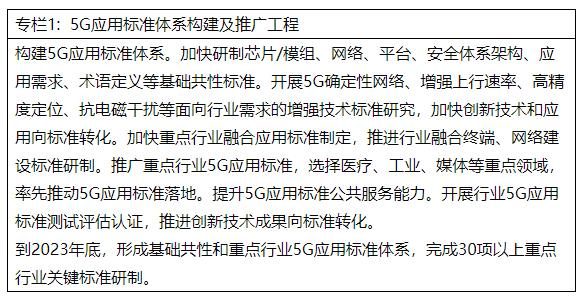 专栏1：5G应用标准体系构建及推广工程
构建5G应用标准体系。加快研制芯片/模组、网络、平台、安全体系架构、应
用需求、术语定义等基础共性标准。开展5G确定性网络、增强上行速率、高精
度定位、抗电磁干扰等面向行业需求的增强技术标准研究，加快创新技术和应
用向标准转化。加快重点行业融合应用标准制定，推进行业融合终端、网络建
设标准研制。推广重点行业5G应用标准，选择医疗、工业、媒体等重点领域，
率先推动5G应用标准落地。提升5G应用标准公共服务能力。开展行业5G应用
标准测试评估认证，推进创新技术成果向标准转化。
到2023年底，形成基础共性和重点行业5G应用标准体系，完成30项以上重点
行业关键标准研制。